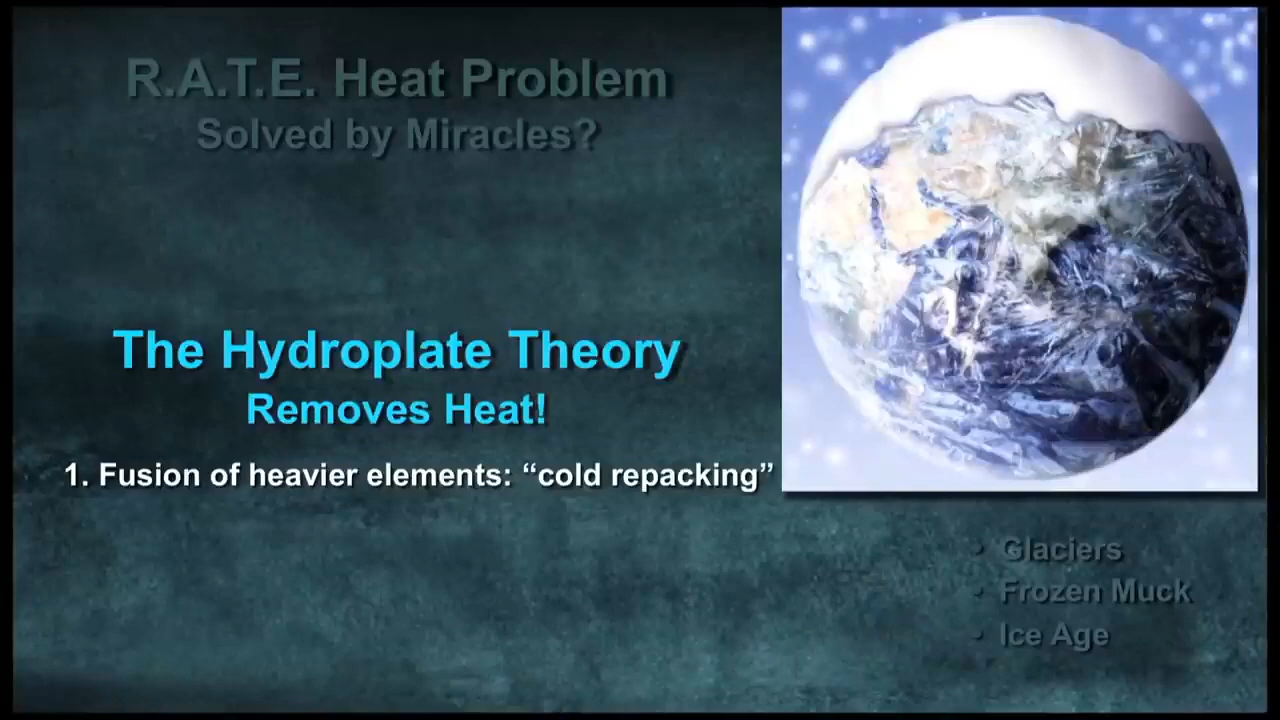 R.A.T.E. Heat Problem
Solved by Miracles?
The Hydroplate Theory
Removes Heat!
1. Fusion of heavier elements: “cold repacking”
• Glaciers
• Frozen Muck
• Ice Age